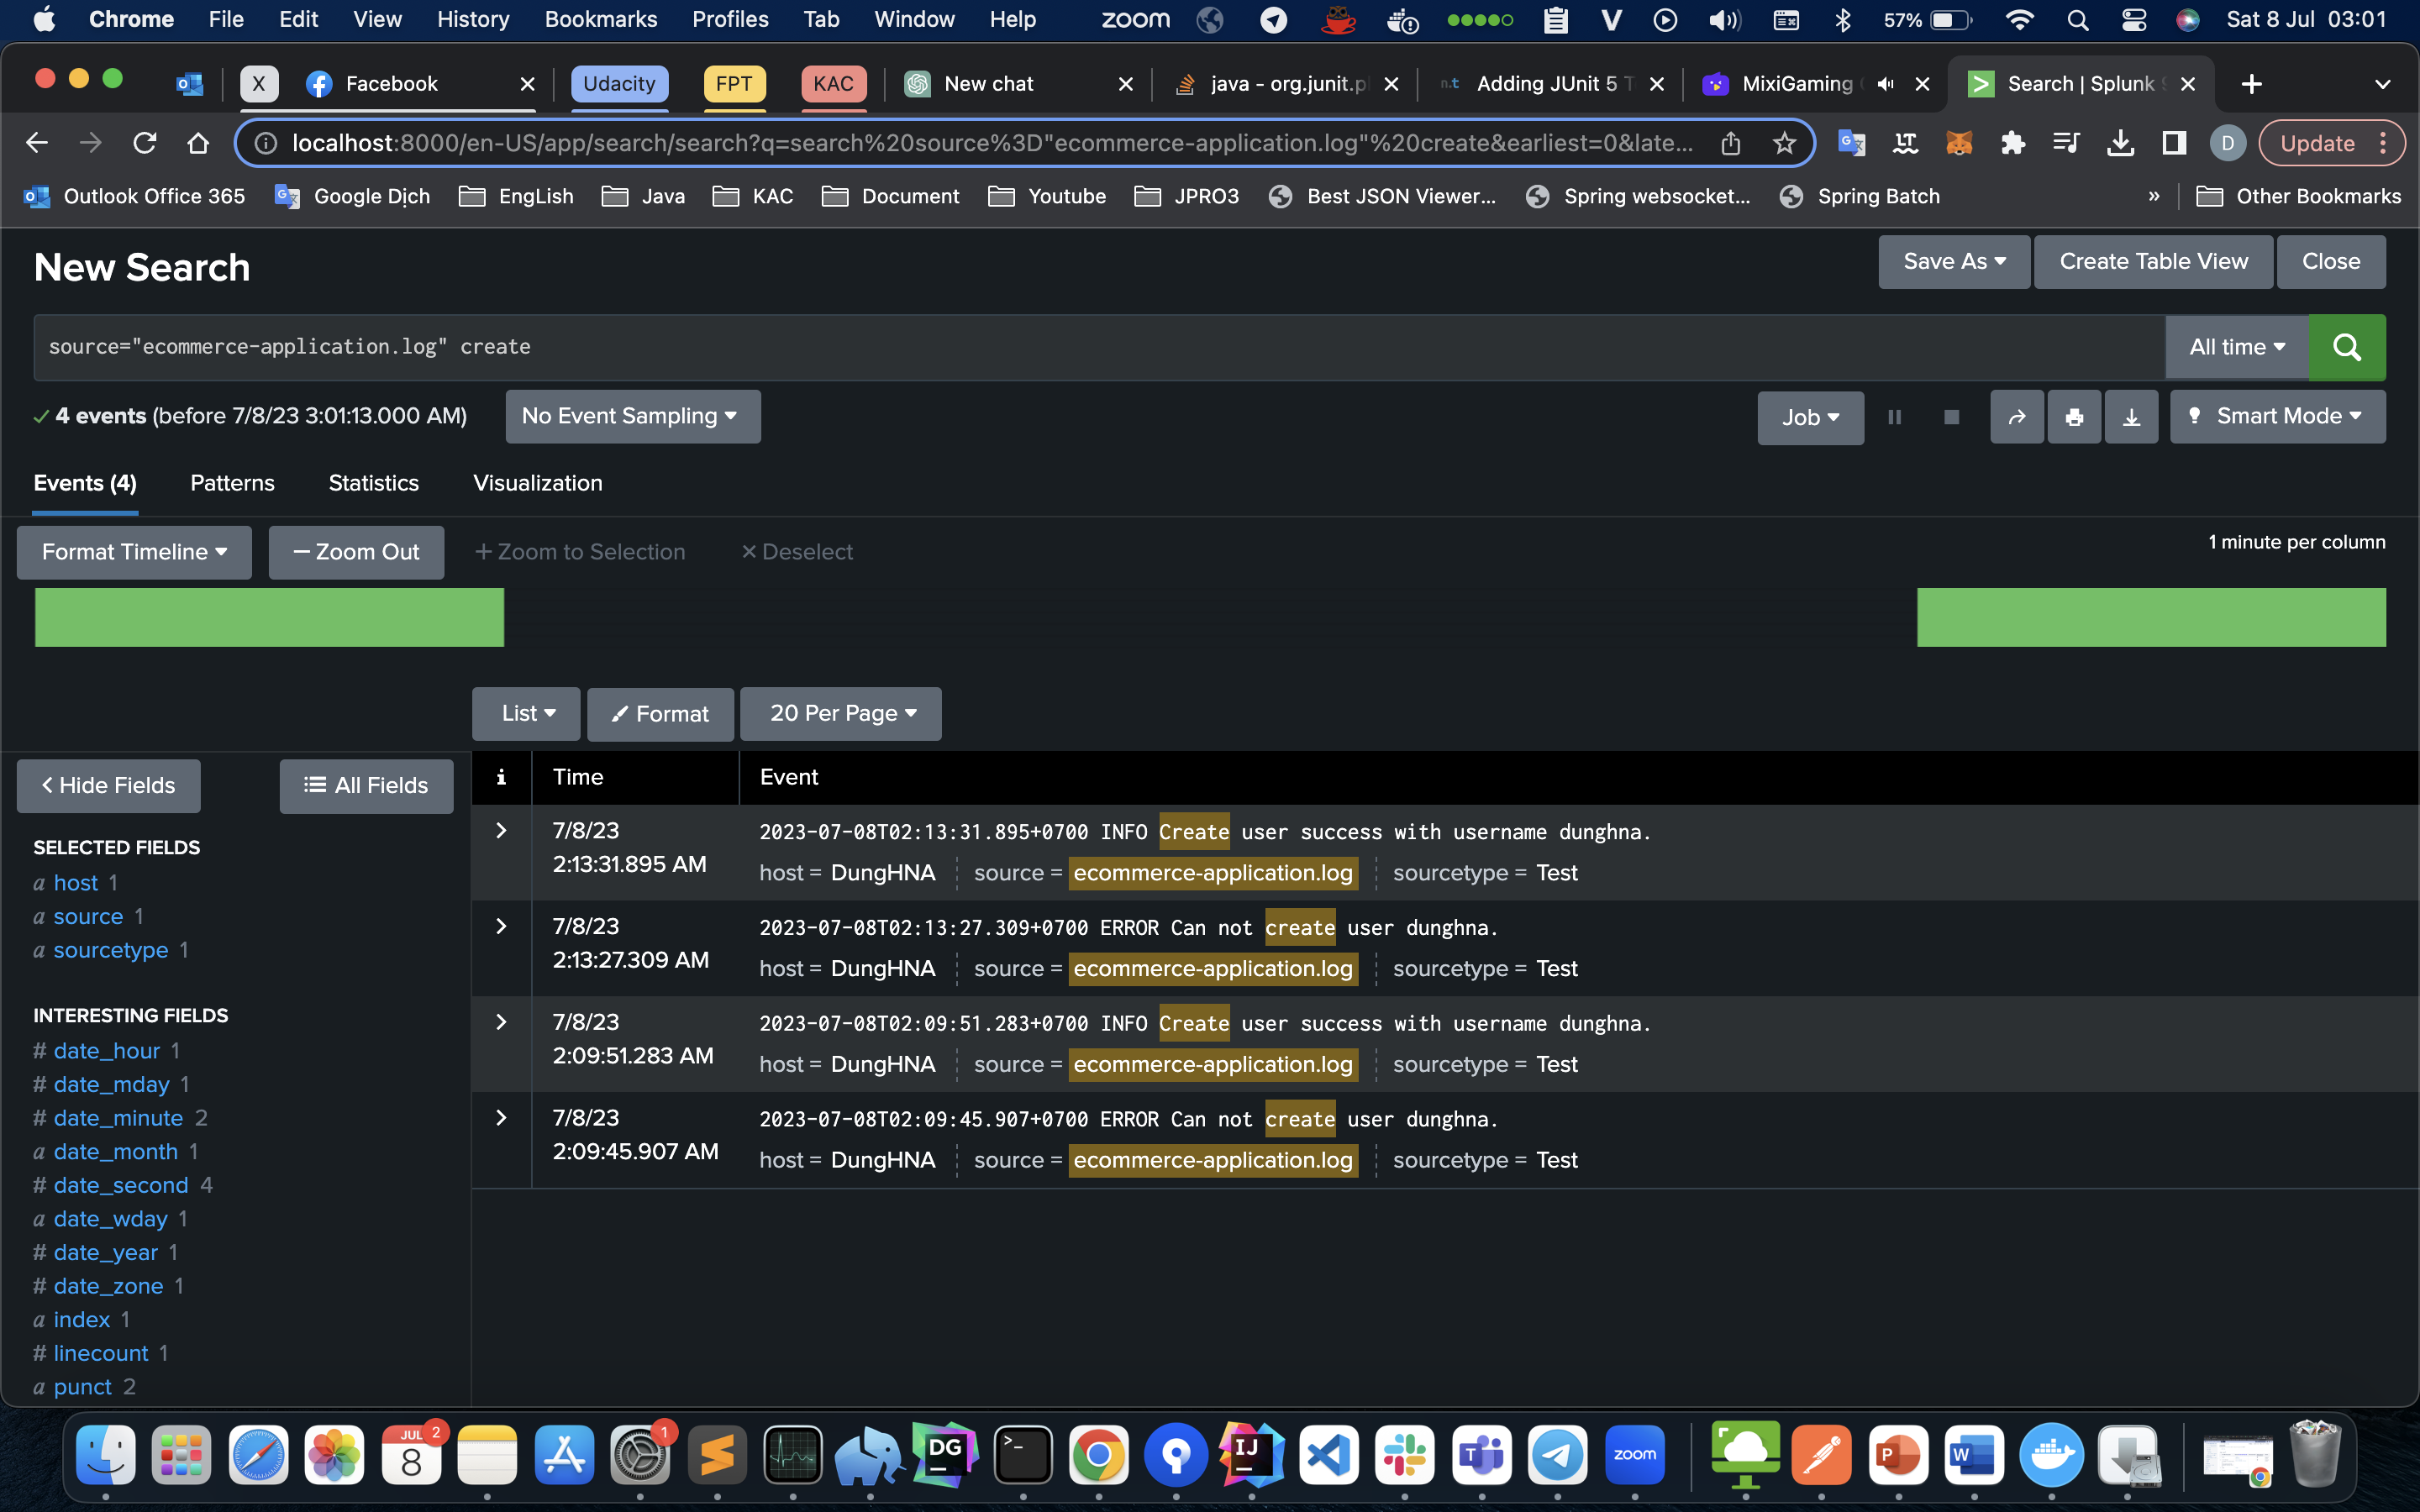 Chrome File Edit View History Bookmarks Profiles Tab Window Help zoom V 57% Sat 8 Jul 03:01
X Facebook Udacity FPT KAC New chat java - org.junit.p n.t Adding JUnit 5 T MixiGaming Search | Splunk
localhost:8000/en-US/app/search/search?q=search%20source%3D"ecommerce-application.log"%20create&earliest=0&late... D Update
Outlook Office 365 Google Dịch EngLish Java KAC Document Youtube JPRO3 Best JSON Viewer... Spring websocket... Spring Batch » Other Bookmarks
New Search Save As Create Table View Close
source="ecommerce-application.log" create All time
4 events (before 7/8/23 3:01:13.000 AM) No Event Sampling Job Smart Mode
Events (4) Patterns Statistics Visualization
Format Timeline — Zoom Out + Zoom to Selection × Deselect 1 minute per column
List Format 20 Per Page
< Hide Fields All Fields i Time Event
SELECTED FIELDS
a host 1
a source 1
a sourcetype 1
INTERESTING FIELDS
# date_hour 1
# date_mday 1
# date_minute 2
a date_month 1
# date_second 4
a date_wday 1
# date_year 1
# date_zone 1
a index 1
# linecount 1
a punct 2
7/8/23
2:13:31.895 AM
2023-07-08T02:13:31.895+0700 INFO Create user success with username dunghna.
host = DungHNA source = ecommerce-application.log sourcetype = Test
7/8/23
2:13:27.309 AM
2023-07-08T02:13:27.309+0700 ERROR Can not create user dunghna.
host = DungHNA source = ecommerce-application.log sourcetype = Test
7/8/23
2:09:51.283 AM
2023-07-08T02:09:51.283+0700 INFO Create user success with username dunghna.
host = DungHNA source = ecommerce-application.log sourcetype = Test
7/8/23
2:09:45.907 AM
2023-07-08T02:09:45.907+0700 ERROR Can not create user dunghna.
host = DungHNA source = ecommerce-application.log sourcetype = Test
JUL 2 8 1 DG >_ IJ T zoom P W